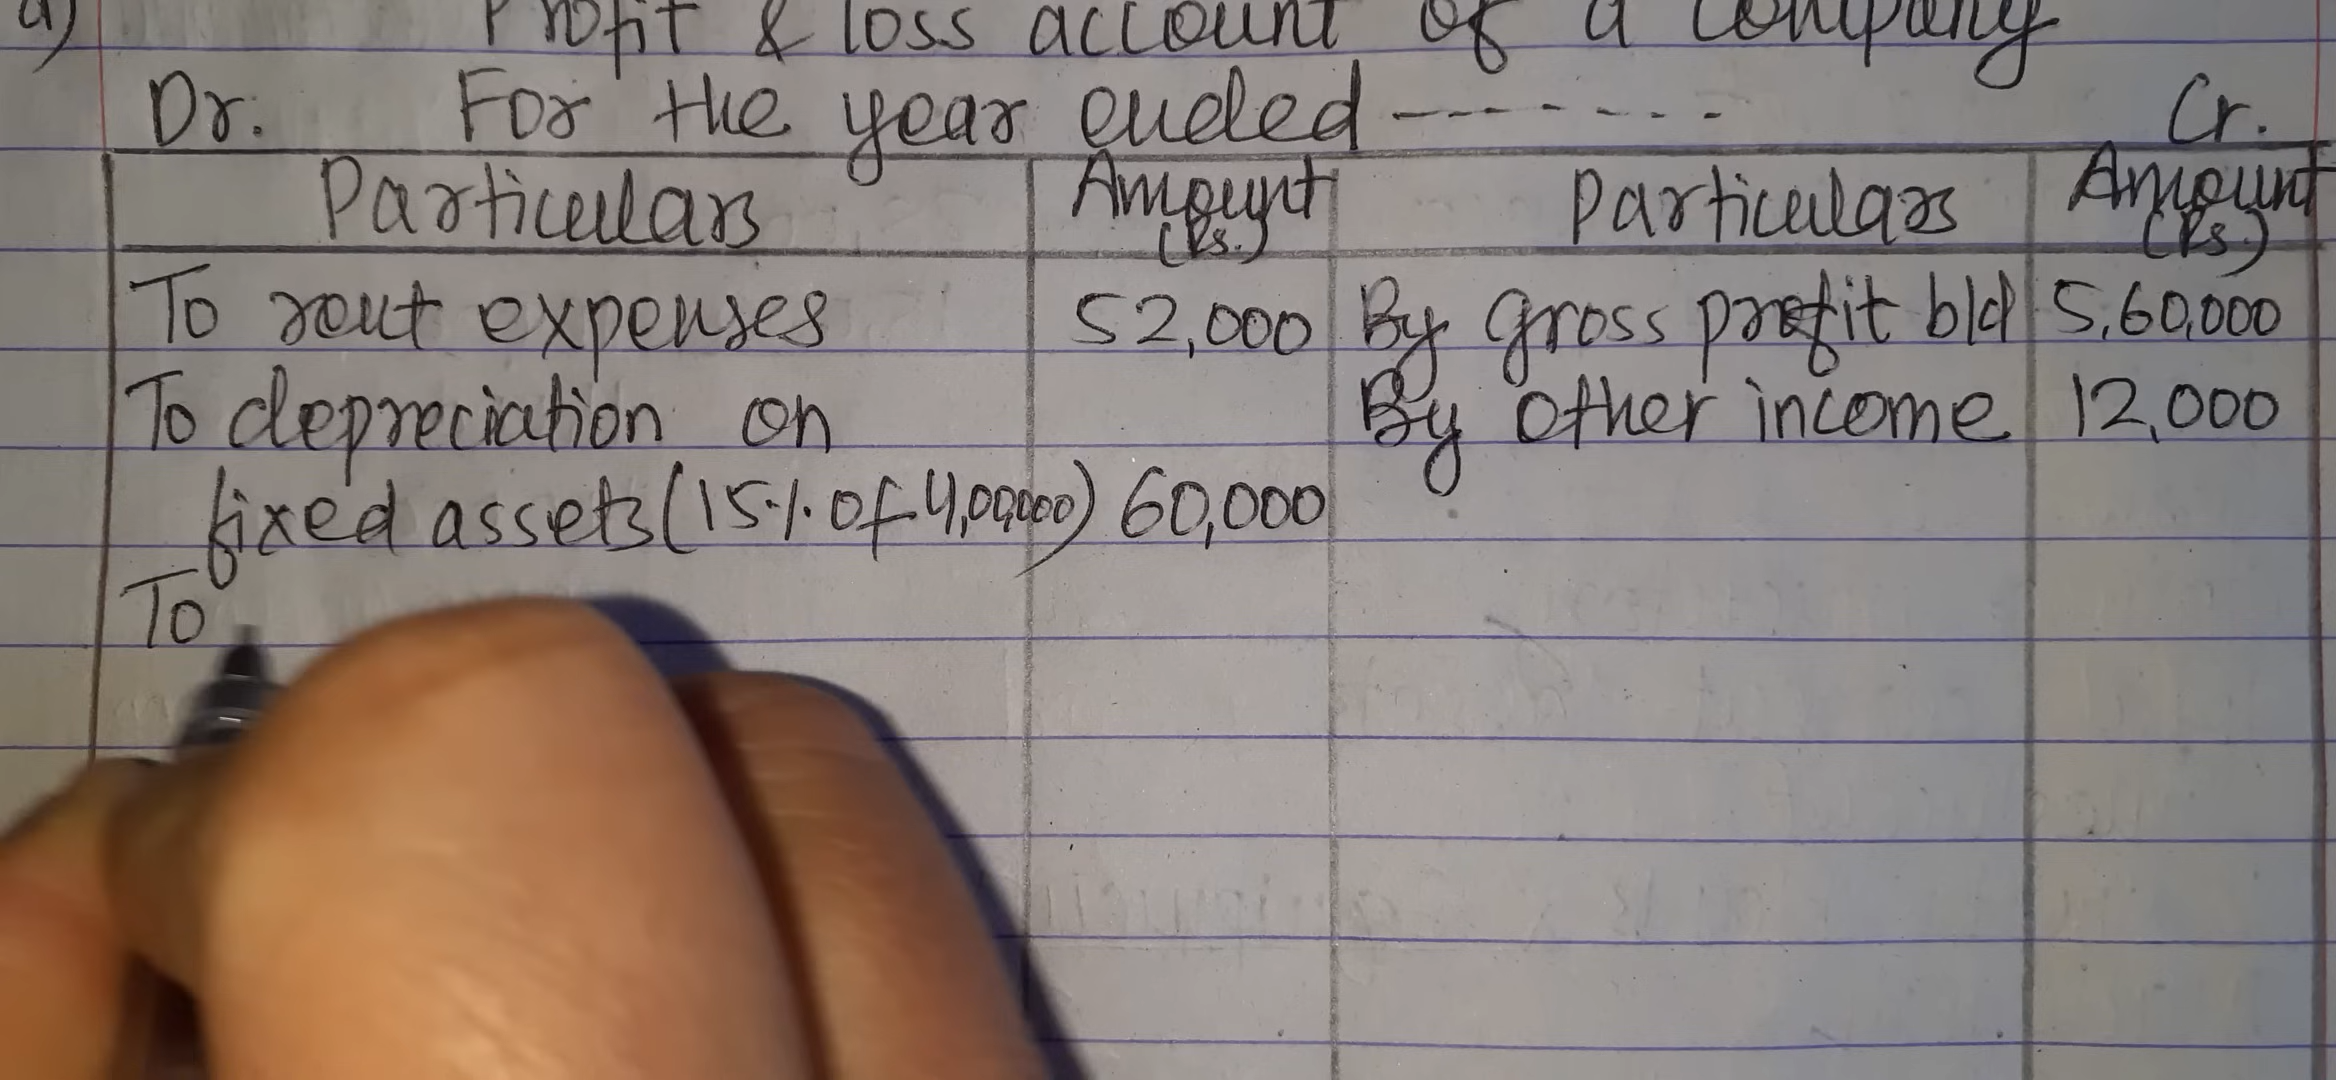 a) Profit & loss account of a company
Dr. For the year ended -------- Cr.
Particulars Amount (Rs.) Particulars Amount (Rs.)
To rent expenses 52,000 By gross profit b/d 5,60,000
To depreciation on By other income 12,000
fixed assets (15% of 4,00,000) 60,000
To